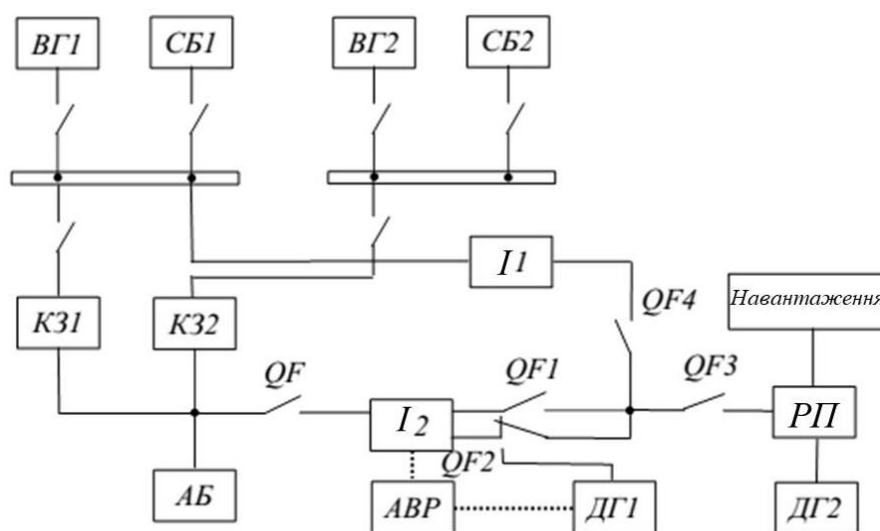 ВГ1 СБ1 ВГ2 СБ2
I1
QF4 Навантаження
КЗ1 КЗ2
QF QF1 QF3
I2 РП
QF2
АБ АВР ДГ1 ДГ2